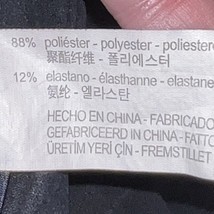 88% poliéster - polyester - poliestere
聚酯纤维 - 폴리에스터
12% elastano - élasthanne - elastane
氨纶 - 엘라스탄
HECHO EN CHINA - FABRICADO
GEFABRICEERD IN CHINA - FATTO
ÜRETİM YERİ ÇİN - FREMSTILLET